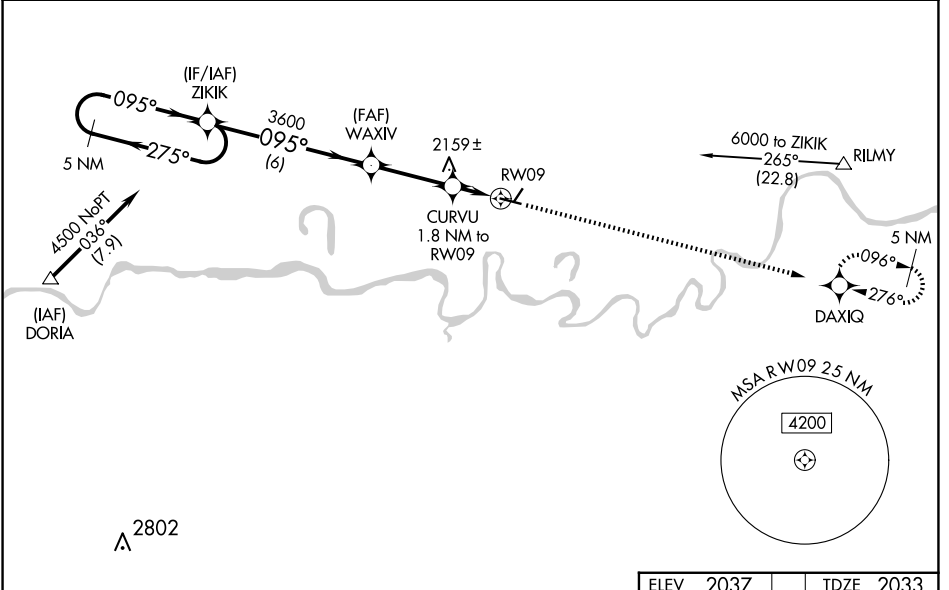 (IF/IAF)
ZIKIK
095°
275°
5 NM
3600
095°
(6)
(FAF)
WAXIV
2159±
RW09
CURVU
1.8 NM to
RW09
6000 to ZIKIK
265°
(22.8)
RILMY
4500 NoPT
036°
(7.9)
(IAF)
DORIA
5 NM
096°
276°
DAXIQ
MSA RW09 25 NM
4200
2802
ELEV 2037 TDZE 2033